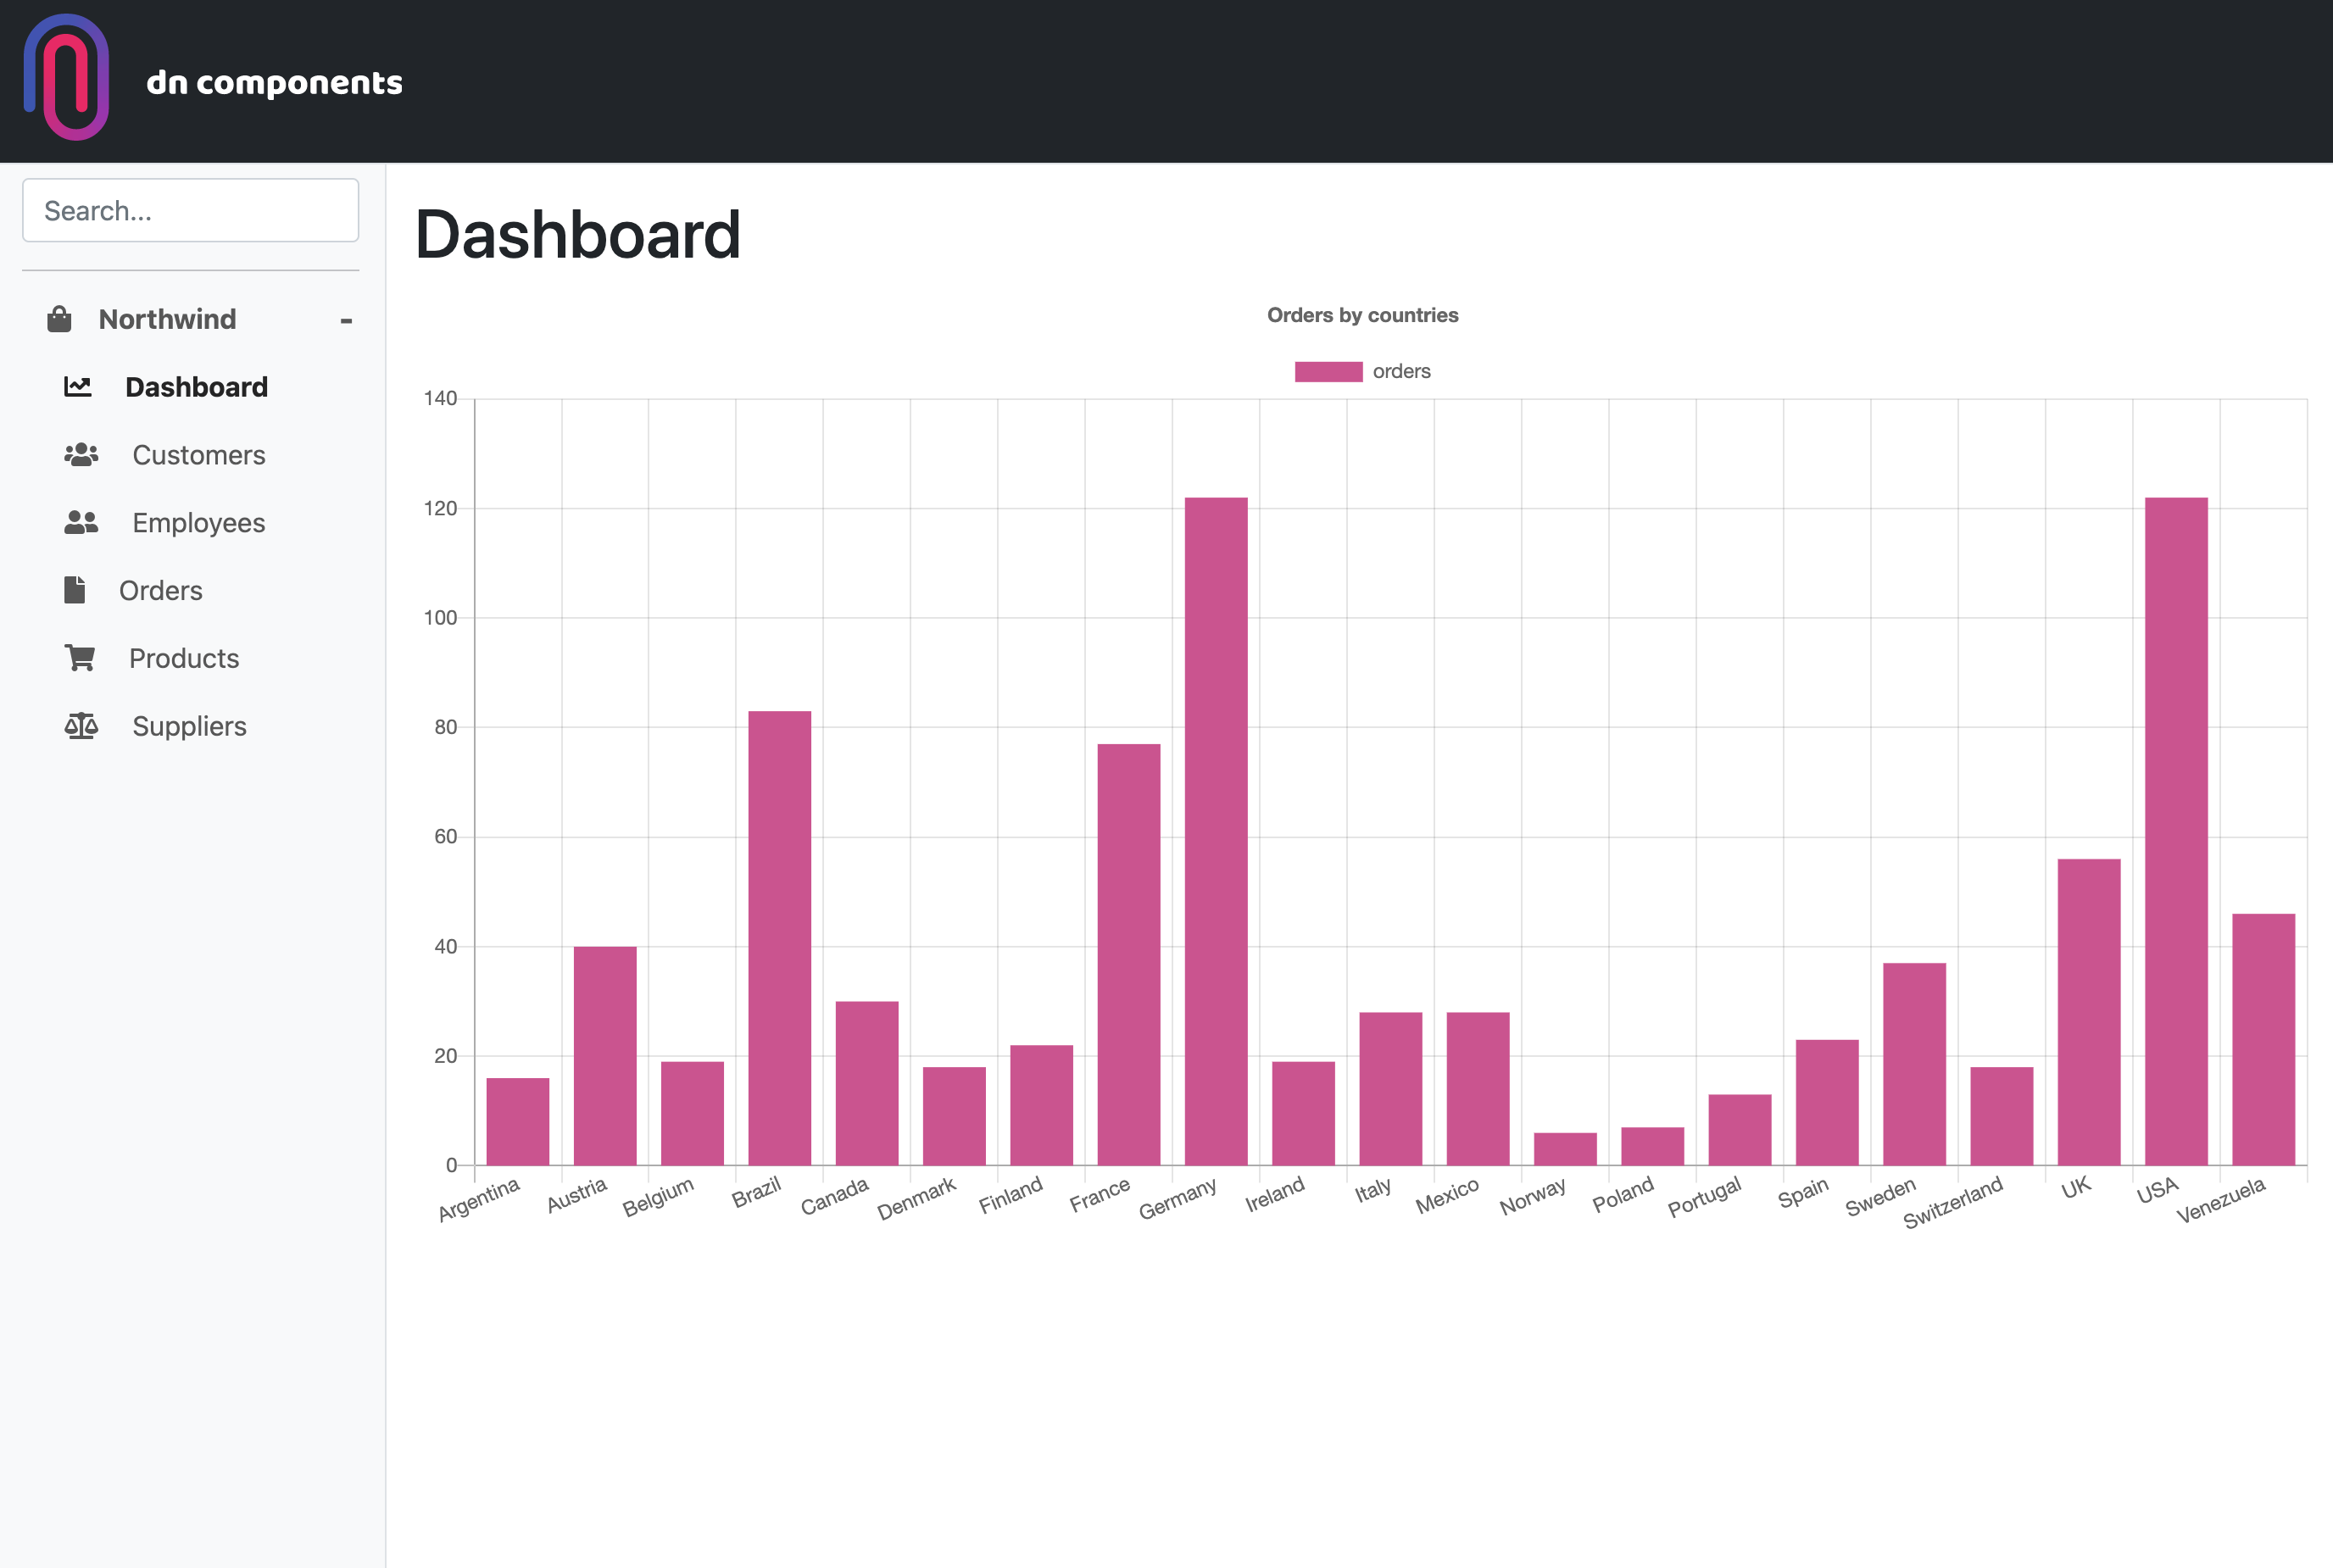 dn components
Search...
Northwind -
Dashboard
Customers
Employees
Orders
Products
Suppliers
Dashboard
Orders by countries
orders
140
120
100
80
60
40
20
0
Argentina
Austria
Belgium
Brazil
Canada
Denmark
Finland
France
Germany
Ireland
Italy
Mexico
Norway
Poland
Portugal
Spain
Sweden
Switzerland
UK
USA
Venezuela